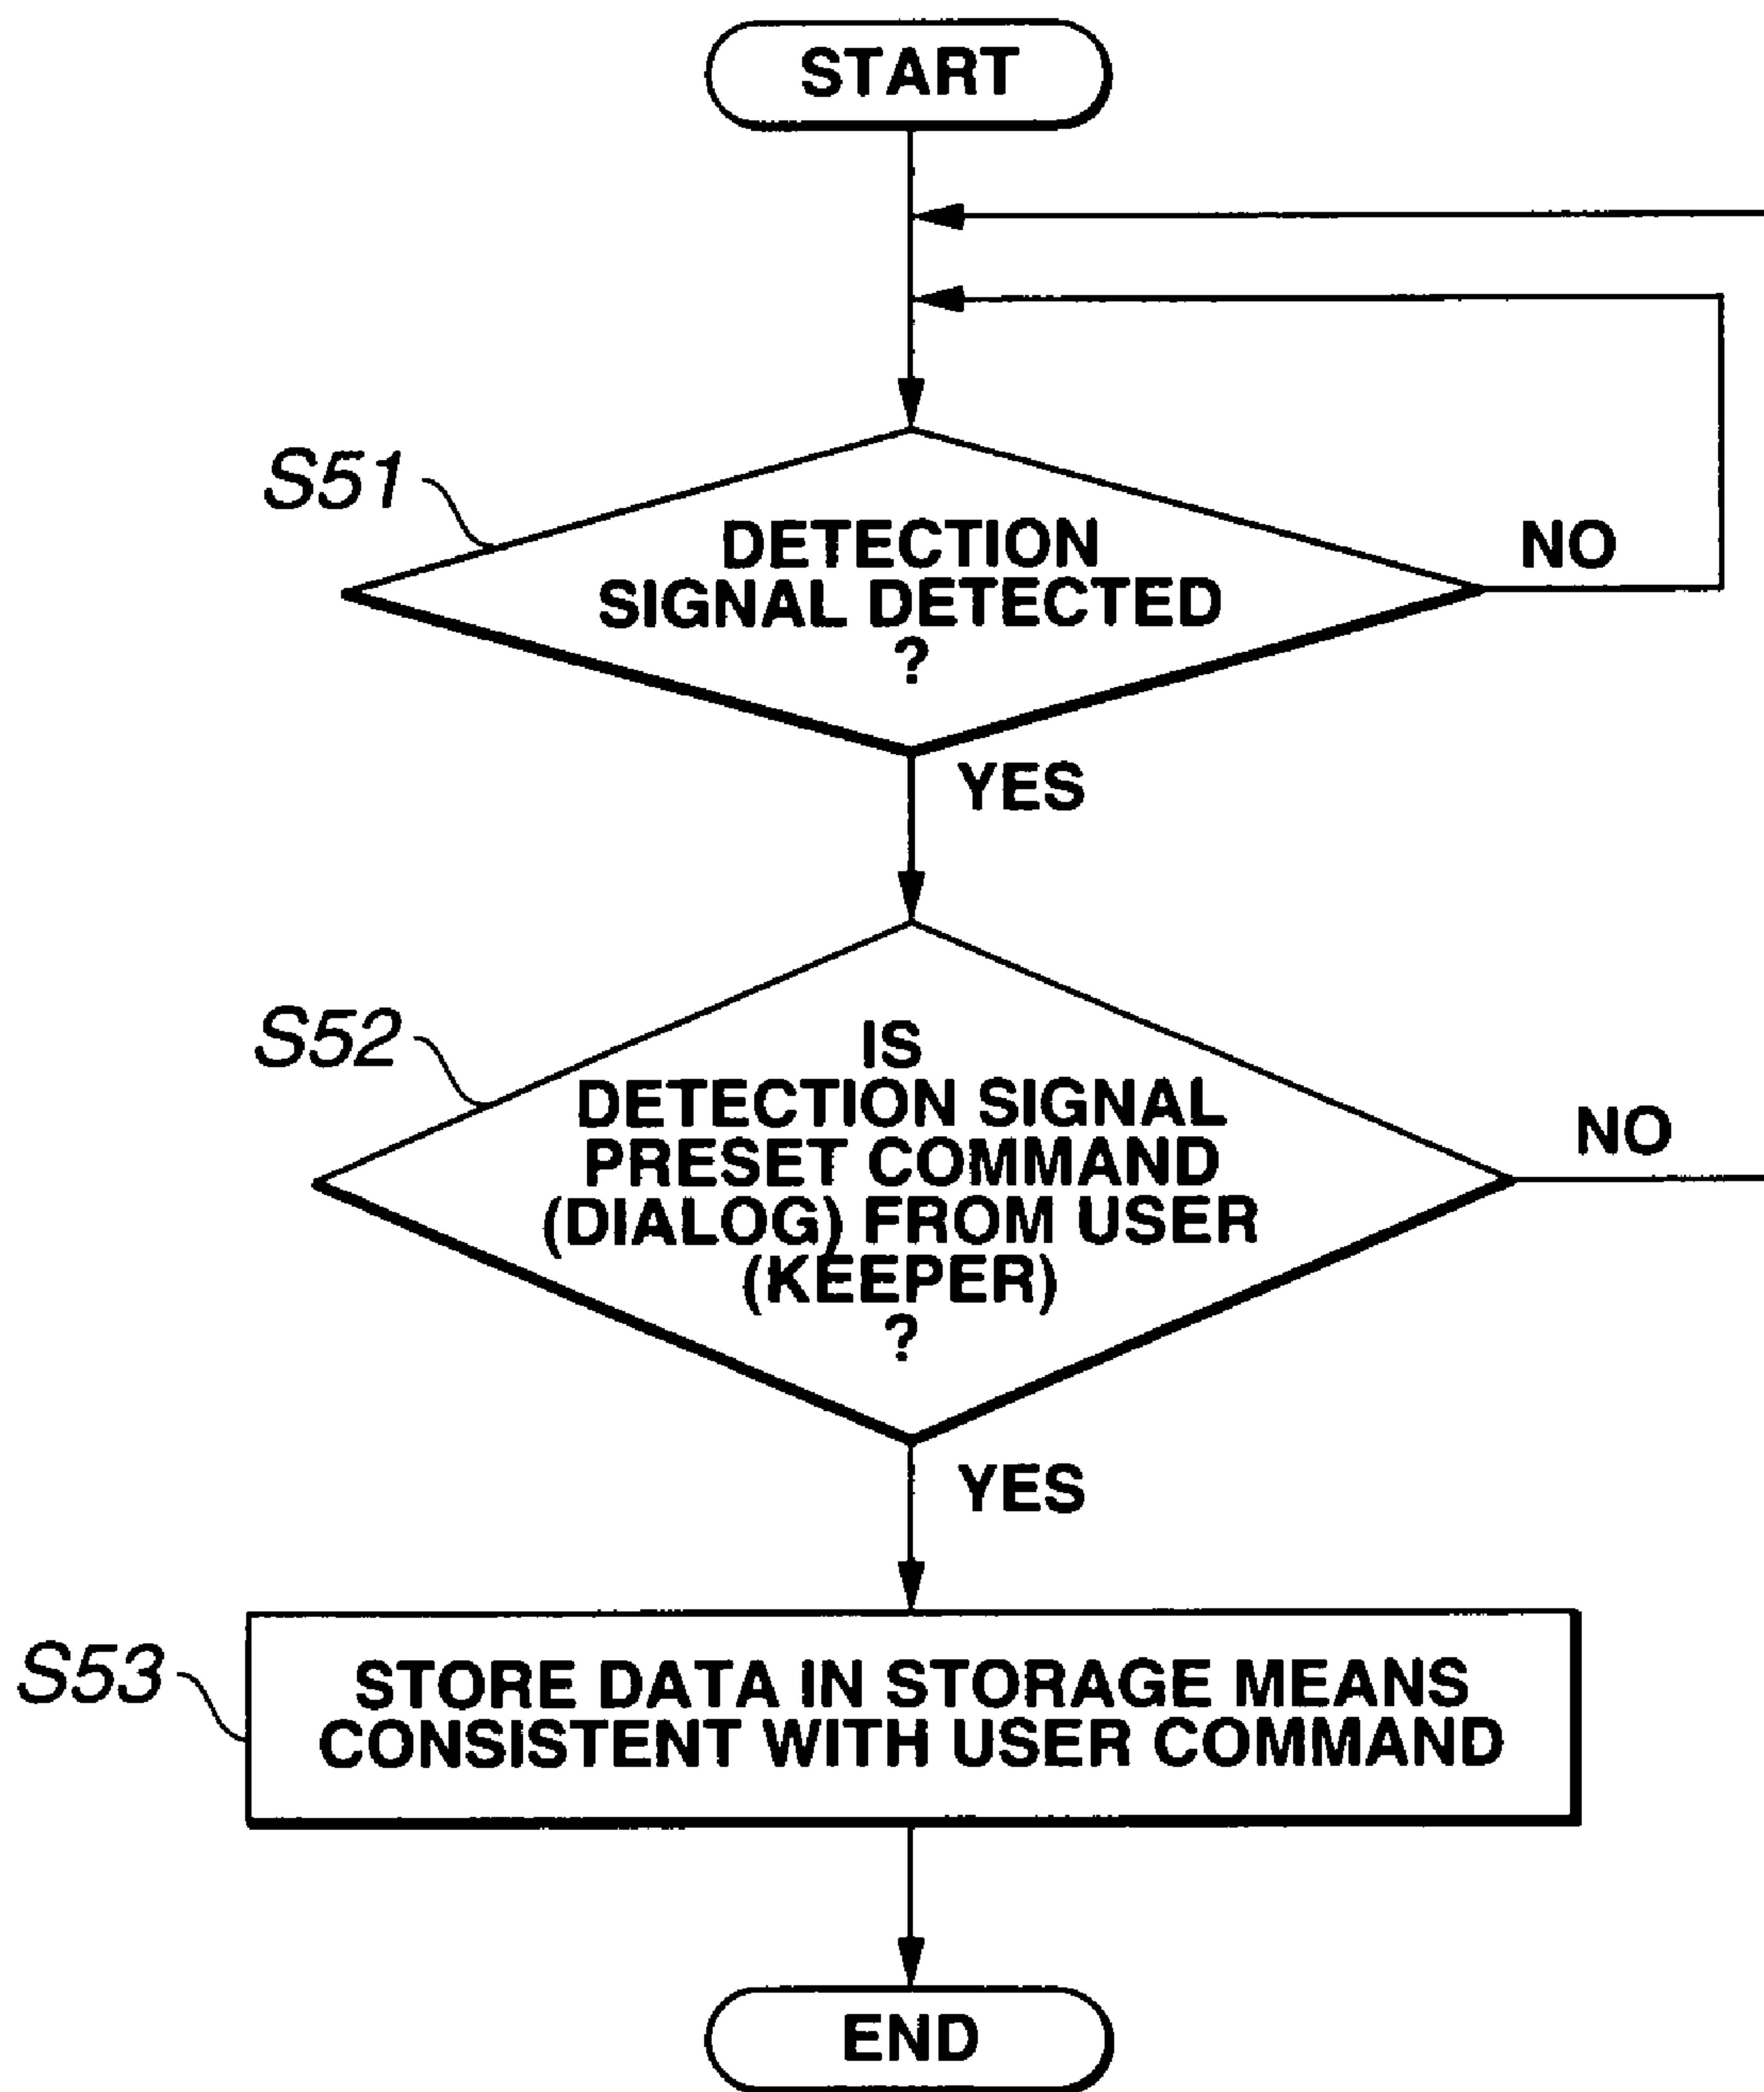 START
S51
DETECTION
SIGNAL DETECTED
?
NO
YES
S52
IS
DETECTION SIGNAL
PRESET COMMAND
(DIALOG) FROM USER
(KEEPER)
?
NO
YES
S53
STORE DATA IN STORAGE MEANS
CONSISTENT WITH USER COMMAND
END